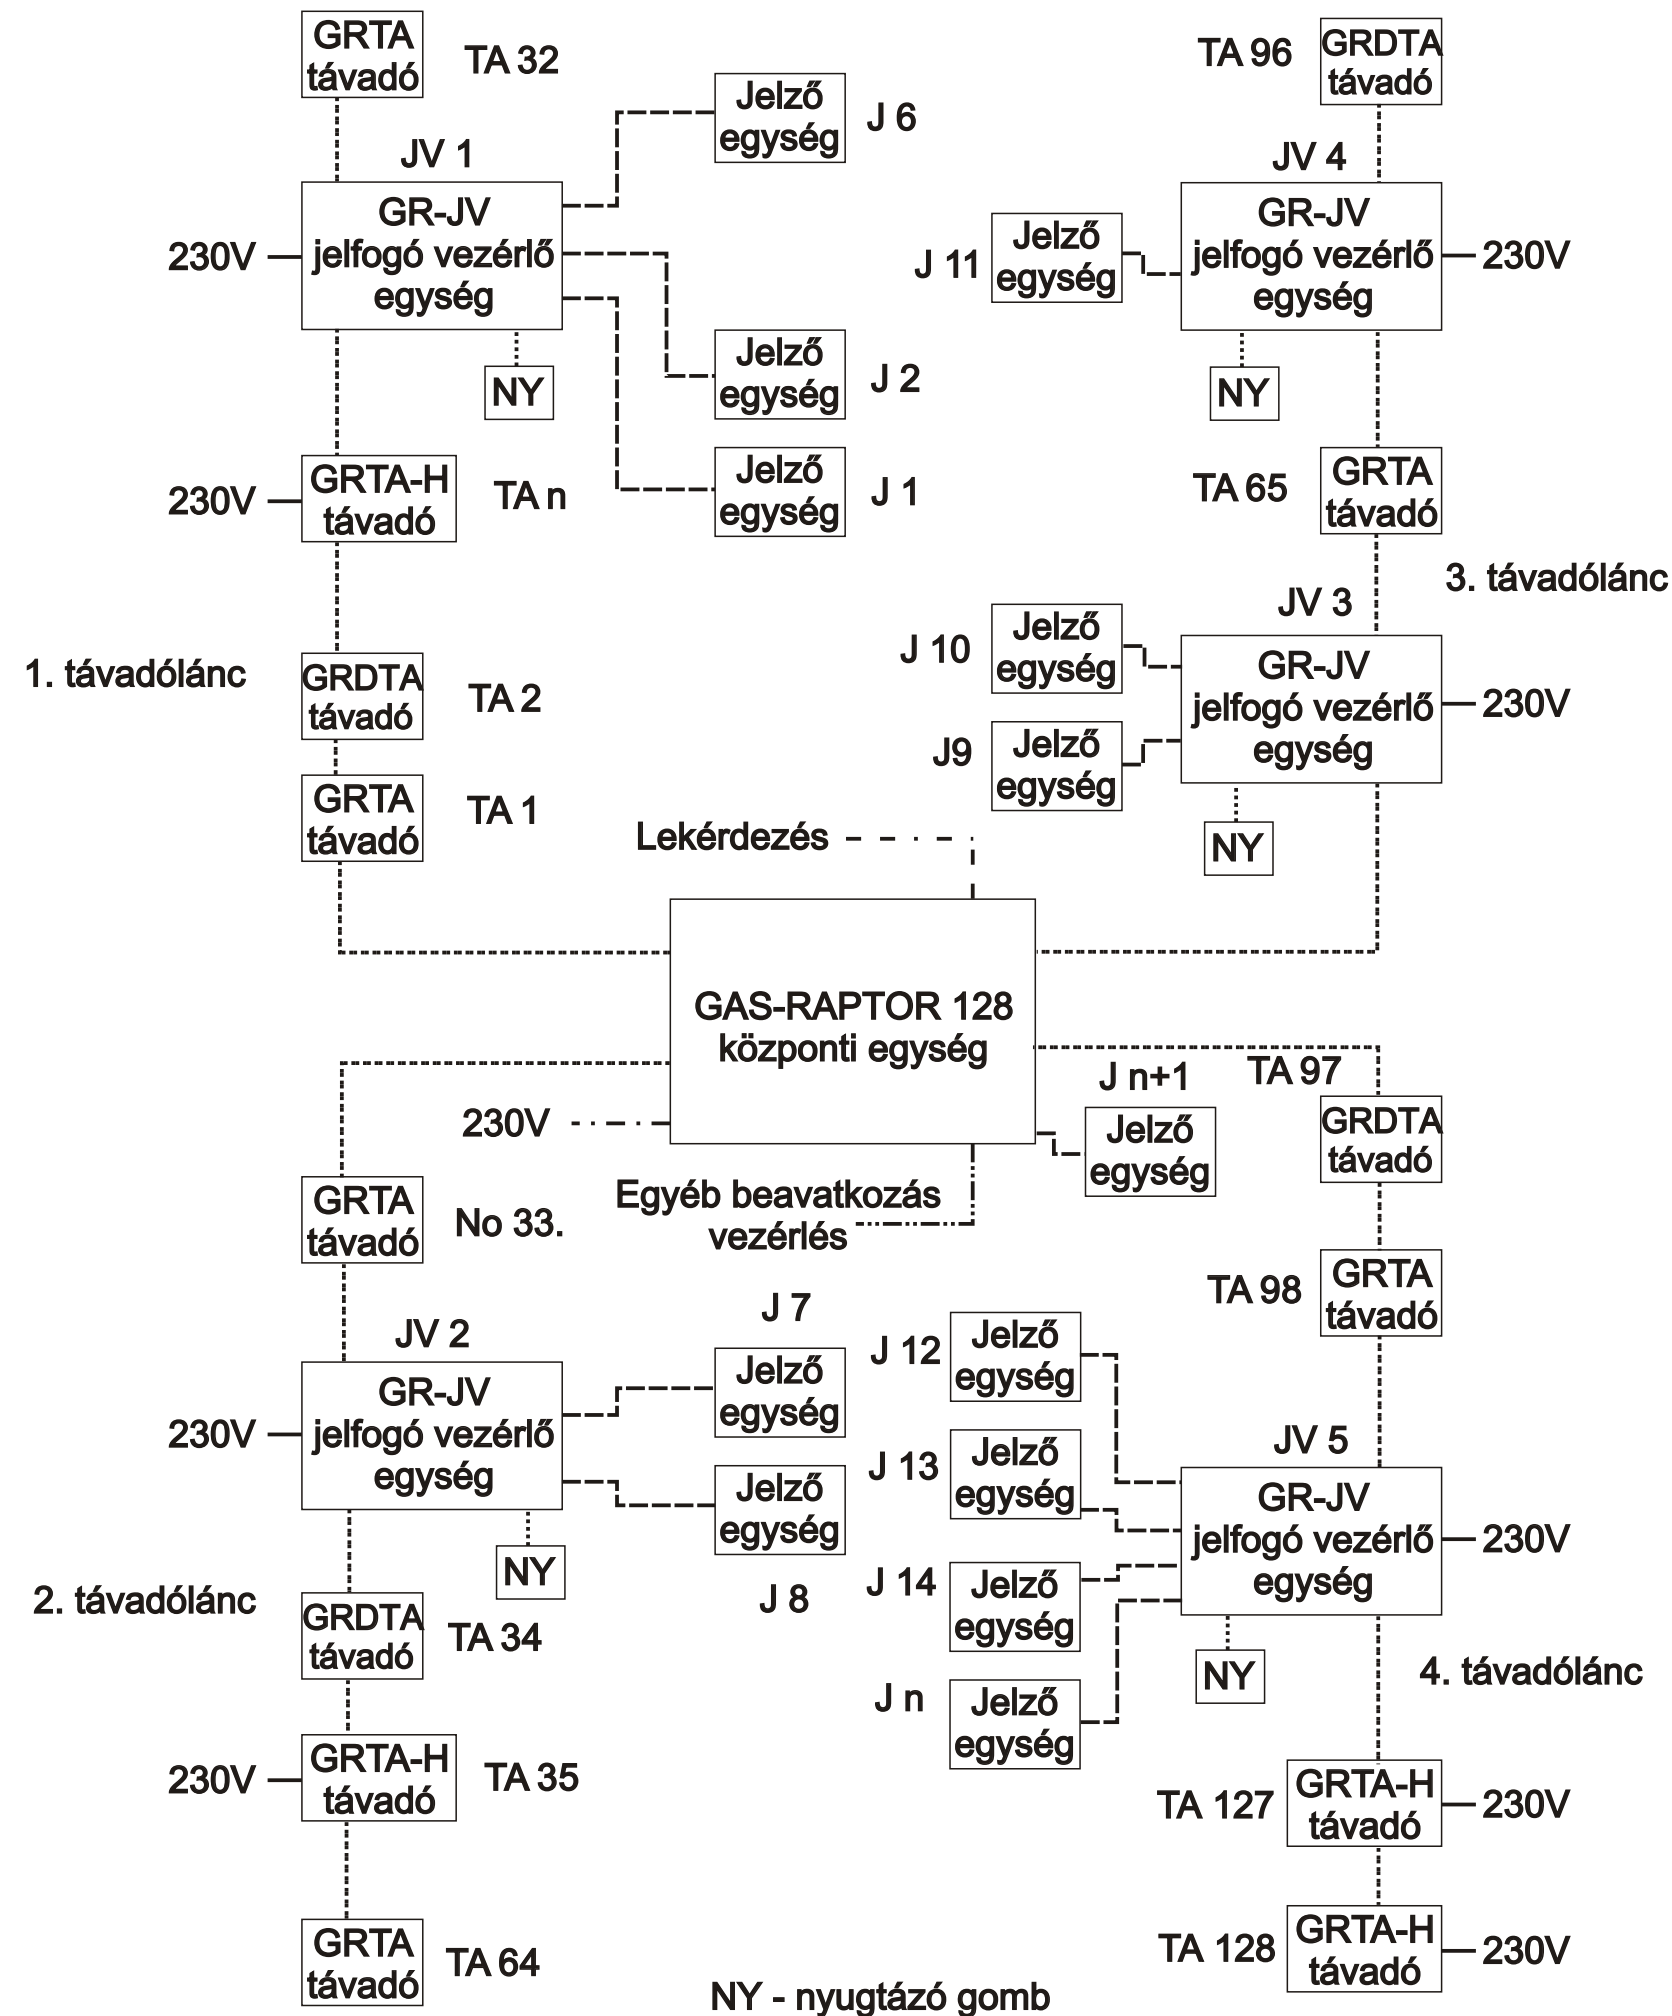 GRTA
távadó
TA 32
Jelző
egység
J 6
JV 1
GR-JV
jelfogó vezérlő
egység
230V
NY
Jelző
egység
J 2
Jelző
egység
J 1
230V
GRTA-H
távadó
TA n
1. távadólánc
GRDTA
távadó
TA 2
GRTA
távadó
TA 1
TA 96
GRDTA
távadó
JV 4
GR-JV
jelfogó vezérlő
egység
230V
J 11
Jelző
egység
NY
TA 65
GRTA
távadó
3. távadólánc
JV 3
J 10
Jelző
egység
GR-JV
jelfogó vezérlő
egység
230V
J9
Jelző
egység
NY
Lekérdezés
GAS-RAPTOR 128
központi egység
230V
J n+1
Jelző
egység
Egyéb beavatkozás
vezérlés
GRTA
távadó
No 33.
JV 2
GR-JV
jelfogó vezérlő
egység
230V
J 7
Jelző
egység
Jelző
egység
J 8
NY
2. távadólánc
GRDTA
távadó
TA 34
230V
GRTA-H
távadó
TA 35
GRTA
távadó
TA 64
TA 97
GRDTA
távadó
TA 98
GRTA
távadó
J 12
Jelző
egység
J 13
Jelző
egység
JV 5
GR-JV
jelfogó vezérlő
egység
230V
J 14
Jelző
egység
J n
Jelző
egység
NY
4. távadólánc
TA 127
GRTA-H
távadó
230V
TA 128
GRTA-H
távadó
230V
NY - nyugtázó gomb